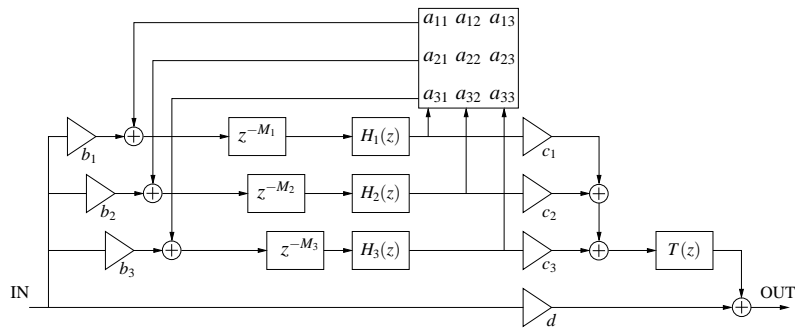 a₁₁ a₁₂ a₁₃
a₂₁ a₂₂ a₂₃
a₃₁ a₃₂ a₃₃
b₁
z⁻ᴹ¹
H₁(z)
c₁
b₂
z⁻ᴹ²
H₂(z)
c₂
b₃
z⁻ᴹ³
H₃(z)
c₃
T(z)
IN
d
OUT